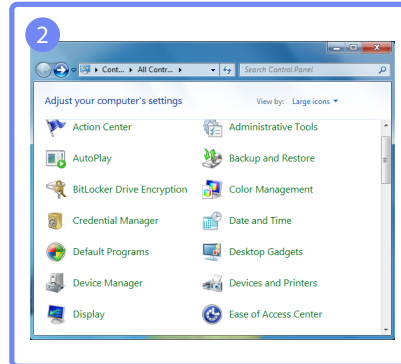 2
Cont... All Contr...
Search Control Panel
Adjust your computer's settings
View by: Large icons
Action Center
Administrative Tools
AutoPlay
Backup and Restore
BitLocker Drive Encryption
Color Management
Credential Manager
Date and Time
Default Programs
Desktop Gadgets
Device Manager
Devices and Printers
Display
Ease of Access Center